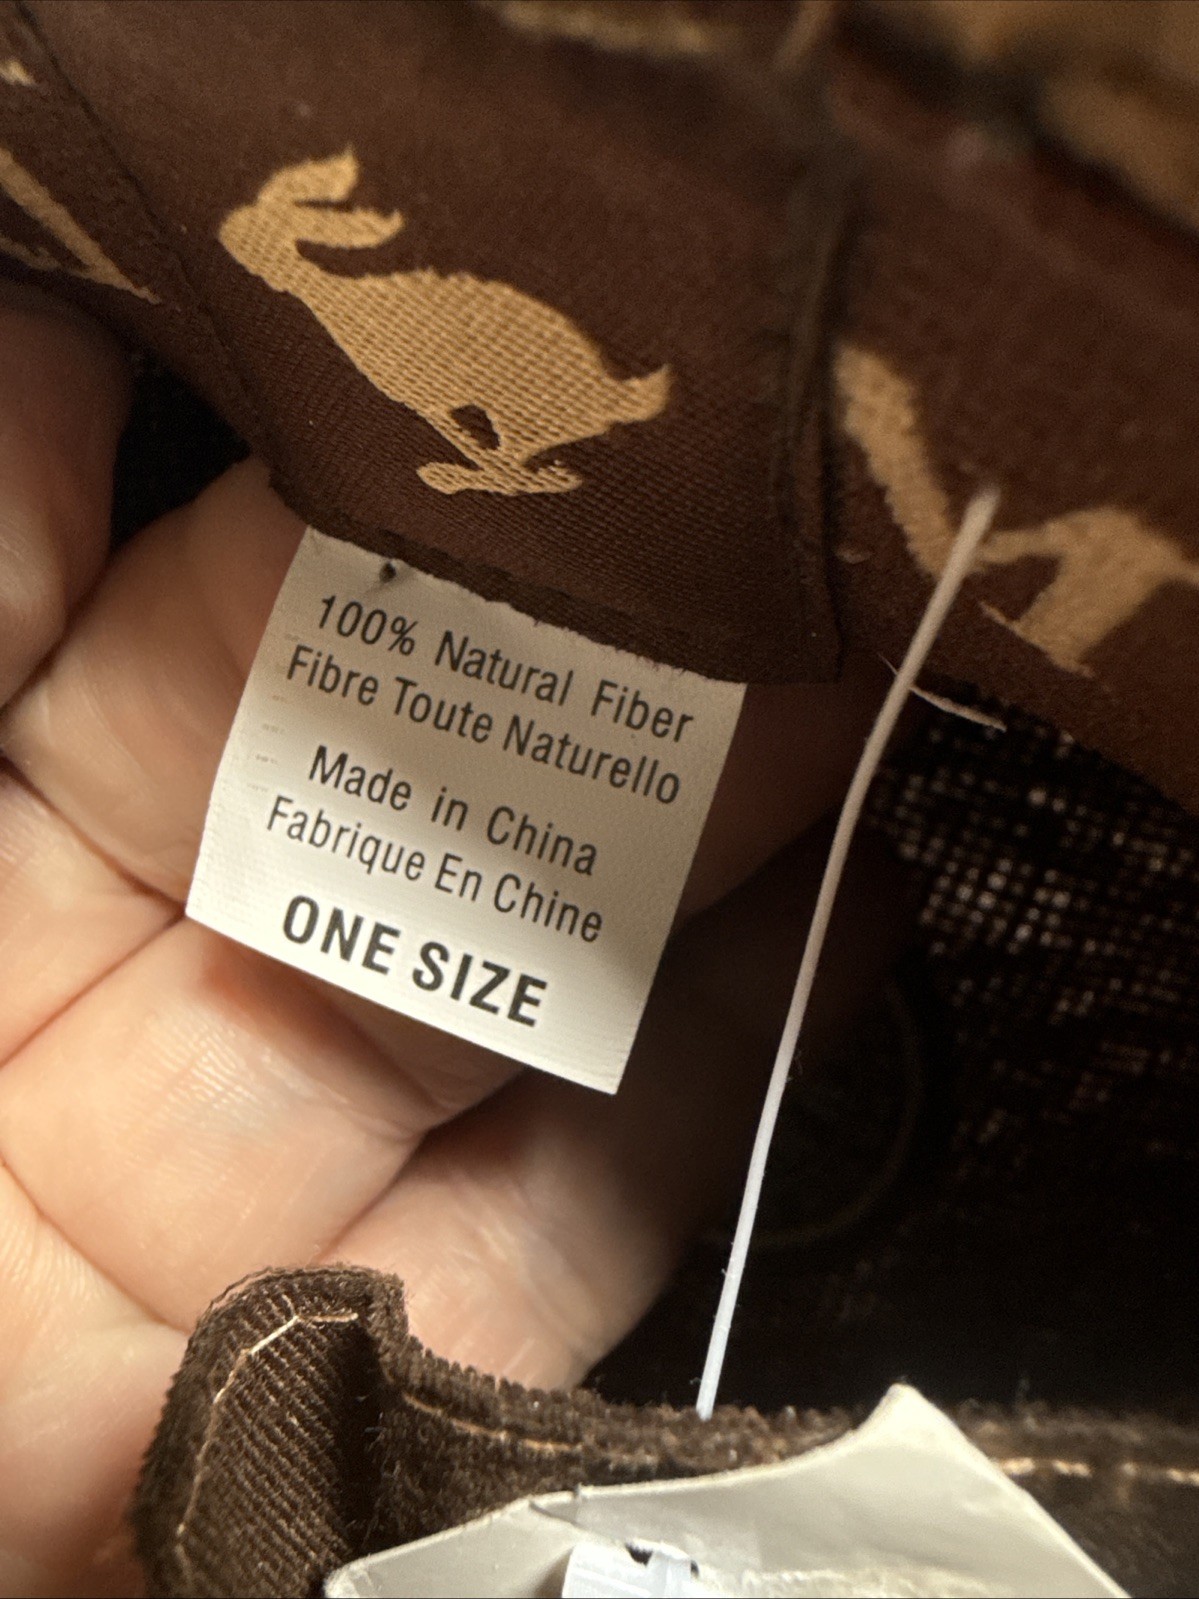 100% Natural Fiber
Fibre Toute Naturello
Made in China
Fabrique En Chine
ONE SIZE